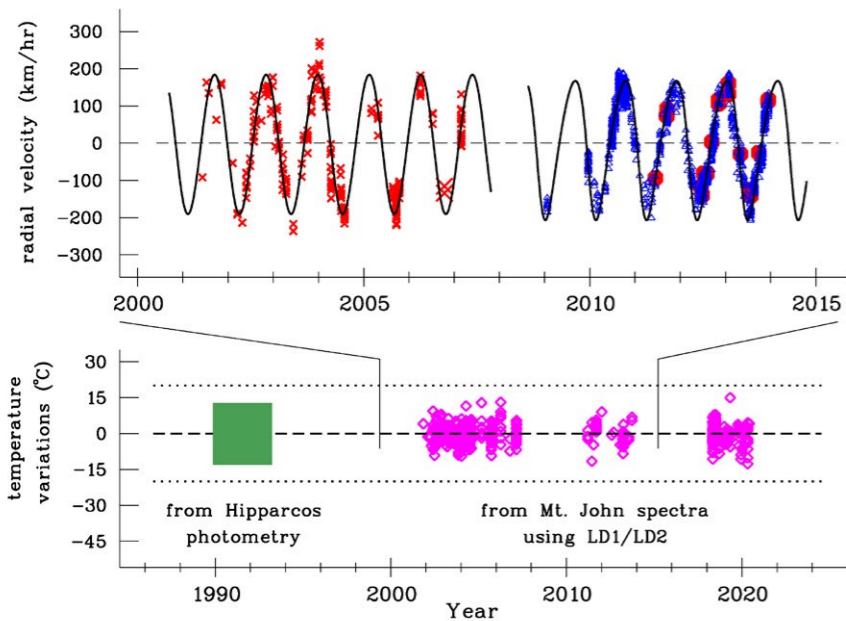 radial velocity (km/hr)
300
200
100
0
-100
-200
-300
2000
2005
2010
2015
temperature
variations (°C)
30
15
0
-15
-30
-45
from Hipparcos
photometry
from Mt. John spectra
using LD1/LD2
1990
2000
2010
2020
Year